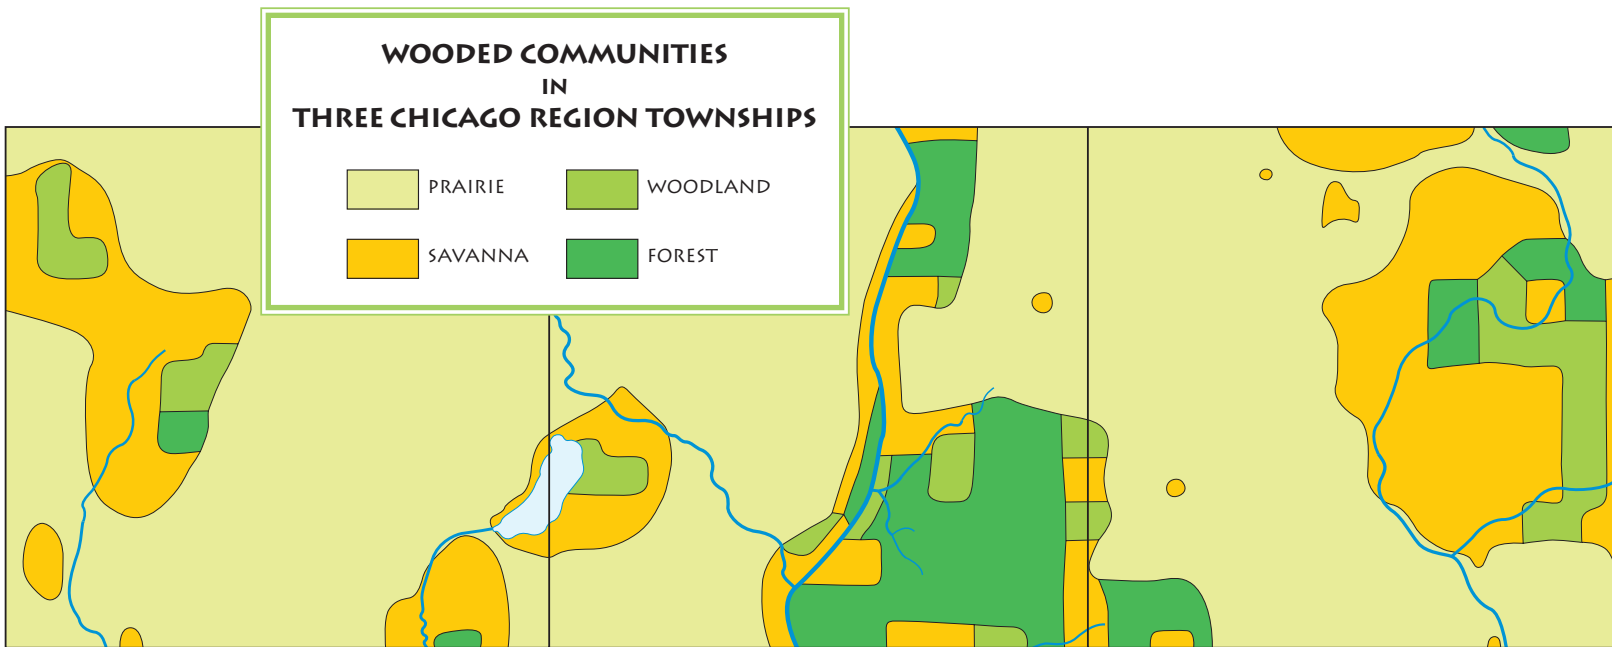 WOODED COMMUNITIES
IN
THREE CHICAGO REGION TOWNSHIPS
PRAIRIE
WOODLAND
SAVANNA
FOREST